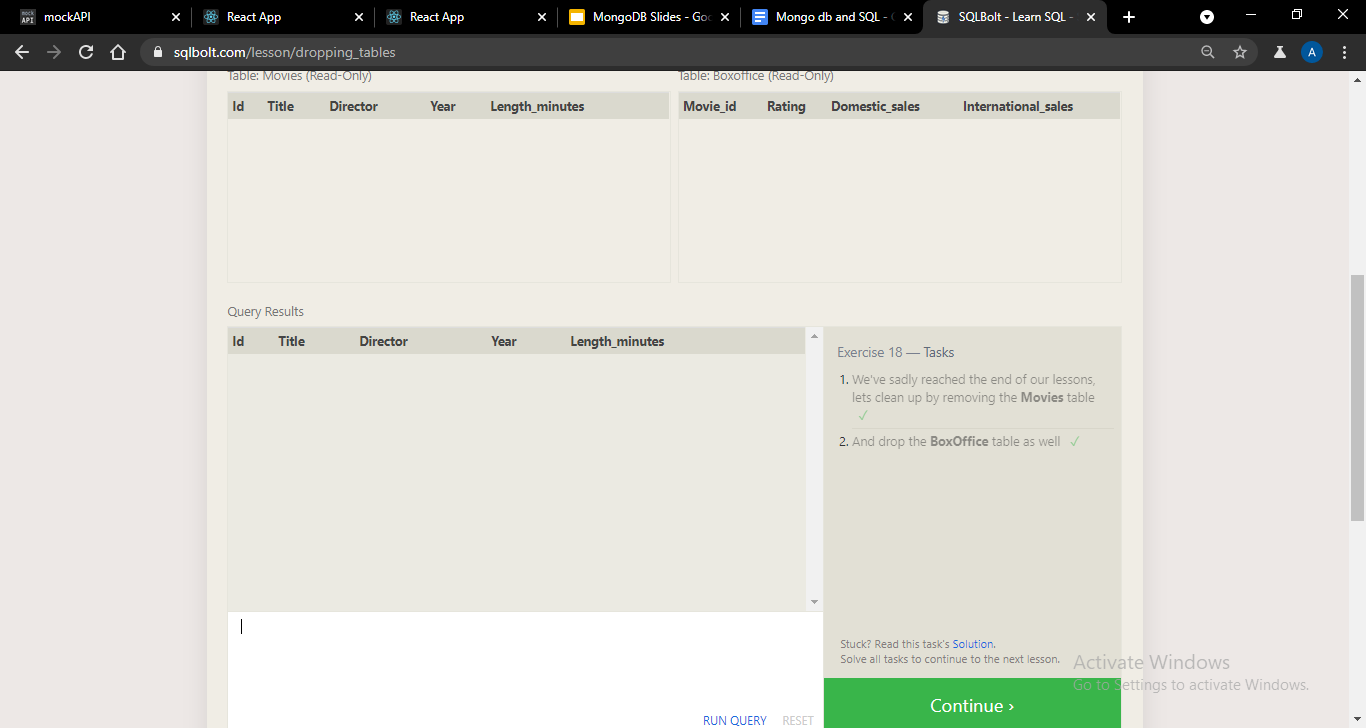 mockAPI
React App
React App
MongoDB Slides - Goo
Mongo db and SQL -
SQLBolt - Learn SQL -
sqlbolt.com/lesson/dropping_tables
A
Table: Movies (Read-Only)
Table: Boxoffice (Read-Only)
Id Title Director Year Length_minutes
Movie_id Rating Domestic_sales International_sales
Query Results
Id Title Director Year Length_minutes
Exercise 18 — Tasks
1. We've sadly reached the end of our lessons,
lets clean up by removing the Movies table
✓
2. And drop the BoxOffice table as well ✓
Stuck? Read this task's Solution.
Solve all tasks to continue to the next lesson.
Activate Windows
Go to Settings to activate Windows.
Continue ›
RUN QUERY RESET